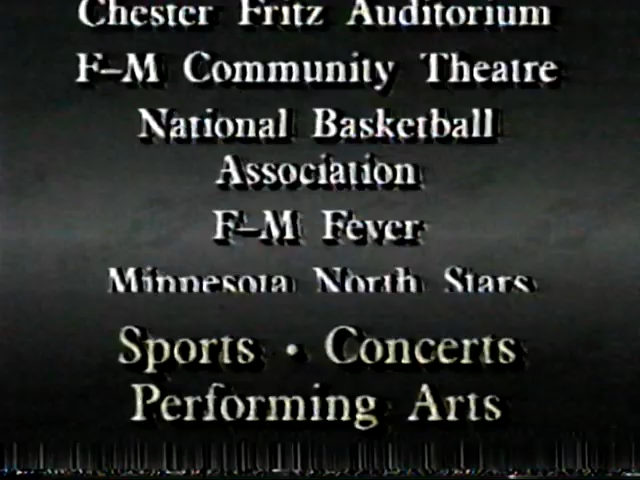 Chester Fritz Auditorium
F-M Community Theatre
National Basketball
Association
F-M Fever
Minnesota North Stars
Sports • Concerts
Performing Arts